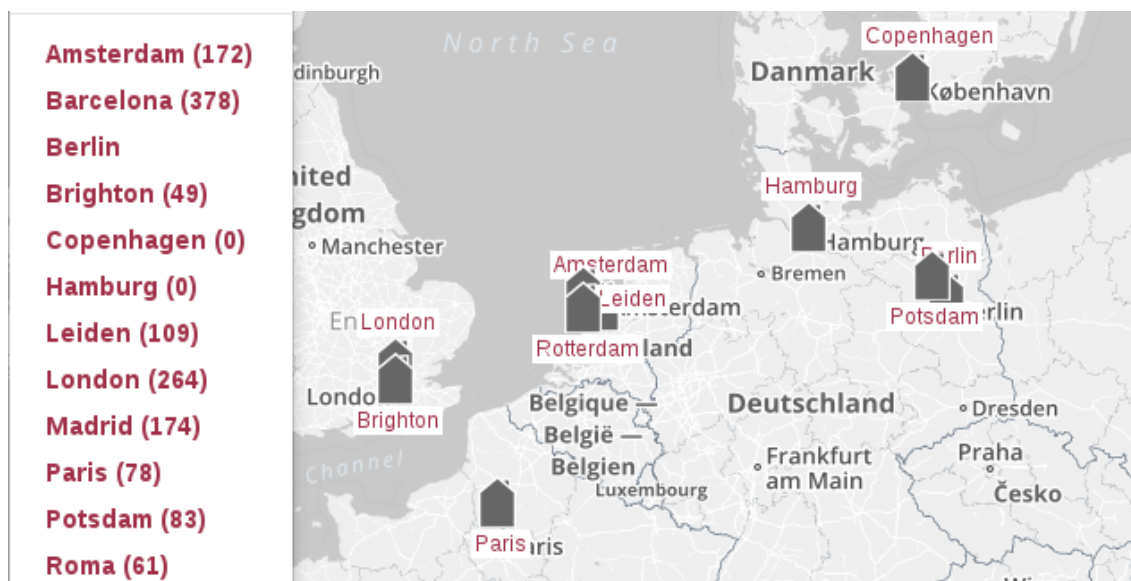 Amsterdam (172)
Barcelona (378)
Berlin
Brighton (49)
Copenhagen (0)
Hamburg (0)
Leiden (109)
London (264)
Madrid (174)
Paris (78)
Potsdam (83)
Roma (61)
North Sea
Copenhagen
Danmark
København
dinburgh
nited
gdom
Manchester
Hamburg
Hamburg
Bremen
Berlin
Potsdam
erlin
Amsterdam
Leiden
msterdam
Rotterdam
land
En
London
Londo
Brighton
Channel
Belgique —
België —
Belgien
Luxembourg
Deutschland
Dresden
Frankfurt
am Main
Praha
Česko
Paris
aris